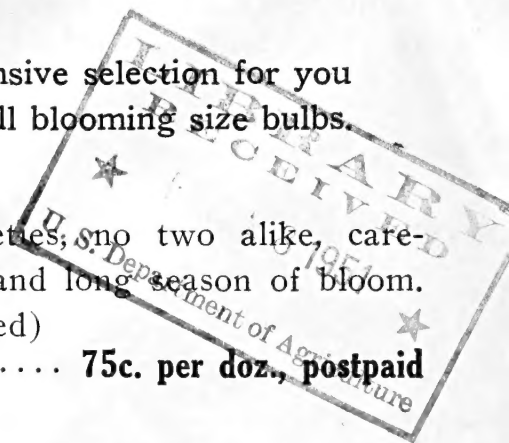 nsive selection for you
ll blooming size bulbs.
LIBRARY
RECEIVED
eties; no two alike, care-
and long season of bloom.
ed)
.... 75c. per doz., postpaid
U. S. Department of Agriculture